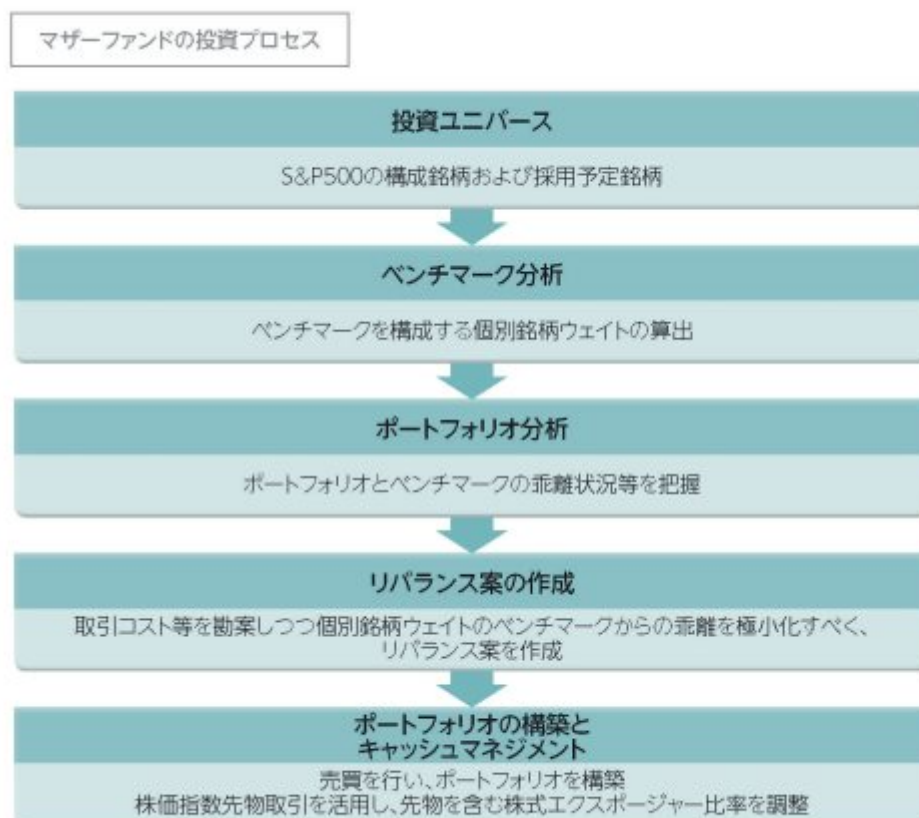 マザーファンドの投資プロセス
投資ユニバース
S&P500の構成銘柄および採用予定銘柄
ベンチマーク分析
ベンチマークを構成する個別銘柄ウェイトの算出
ポートフォリオ分析
ポートフォリオとベンチマークの乖離状況等を把握
リバランス案の作成
取引コスト等を勘案しつつ個別銘柄ウェイトのベンチマークからの乖離を極小化すべく、
リバランス案を作成
ポートフォリオの構築と
キャッシュマネジメント
売買を行い、ポートフォリオを構築
株価指数先物取引を活用し、先物を含む株式エクスポージャー比率を調整